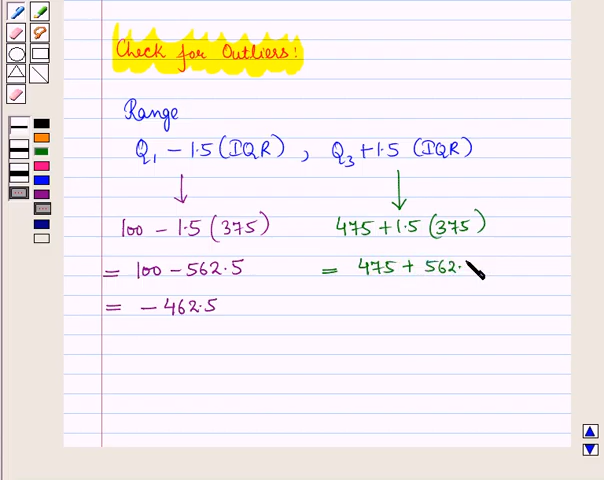 Check for Outliers!
Range
Q₁ – 1.5 (IQR) , Q₃ + 1.5 (IQR)
100 – 1.5 (375) 475 + 1.5 (375)
= 100 – 562.5 = 475 + 562.
= – 462.5